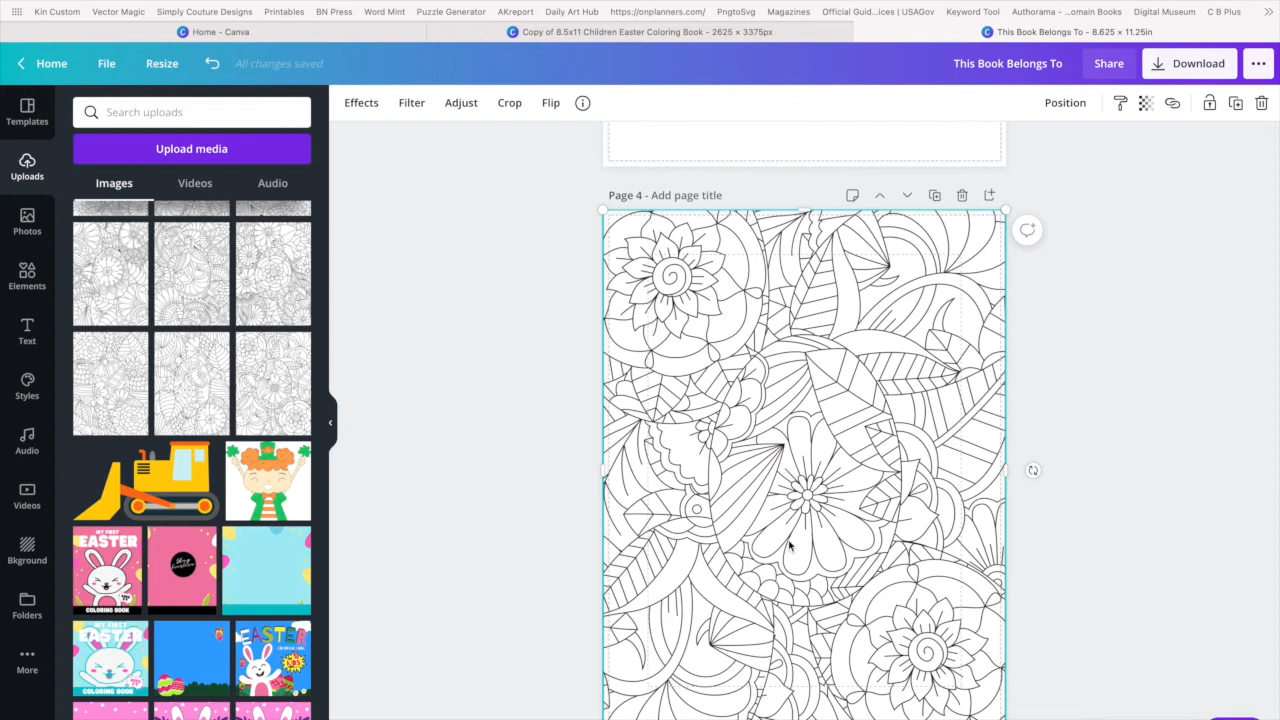 Kin Custom Vector Magic Simply Couture Designs Printables BN Press Word Mint Puzzle Generator AKreport Daily Art Hub https://onplanners.com/ PngtoSvg Magazines Official Guid...ices | USAGov Keyword Tool Authorama - ...omain Books Digital Museum C B Plus
Home - Canva
Copy of 8.5x11 Children Easter Coloring Book - 2625 × 3375px
This Book Belongs To - 8.625 × 11.25in
Home File Resize All changes saved This Book Belongs To Share Download
Templates
Uploads
Photos
Elements
Text
Styles
Audio
Videos
Bkground
Folders
More
Search uploads
Upload media
Images Videos Audio
MY FIRST
EASTER
COLORING BOOK
MY FIRST
EASTER
COLORING BOOK
EASTER
KIDS
Effects Filter Adjust Crop Flip Position
Page 4 - Add page title